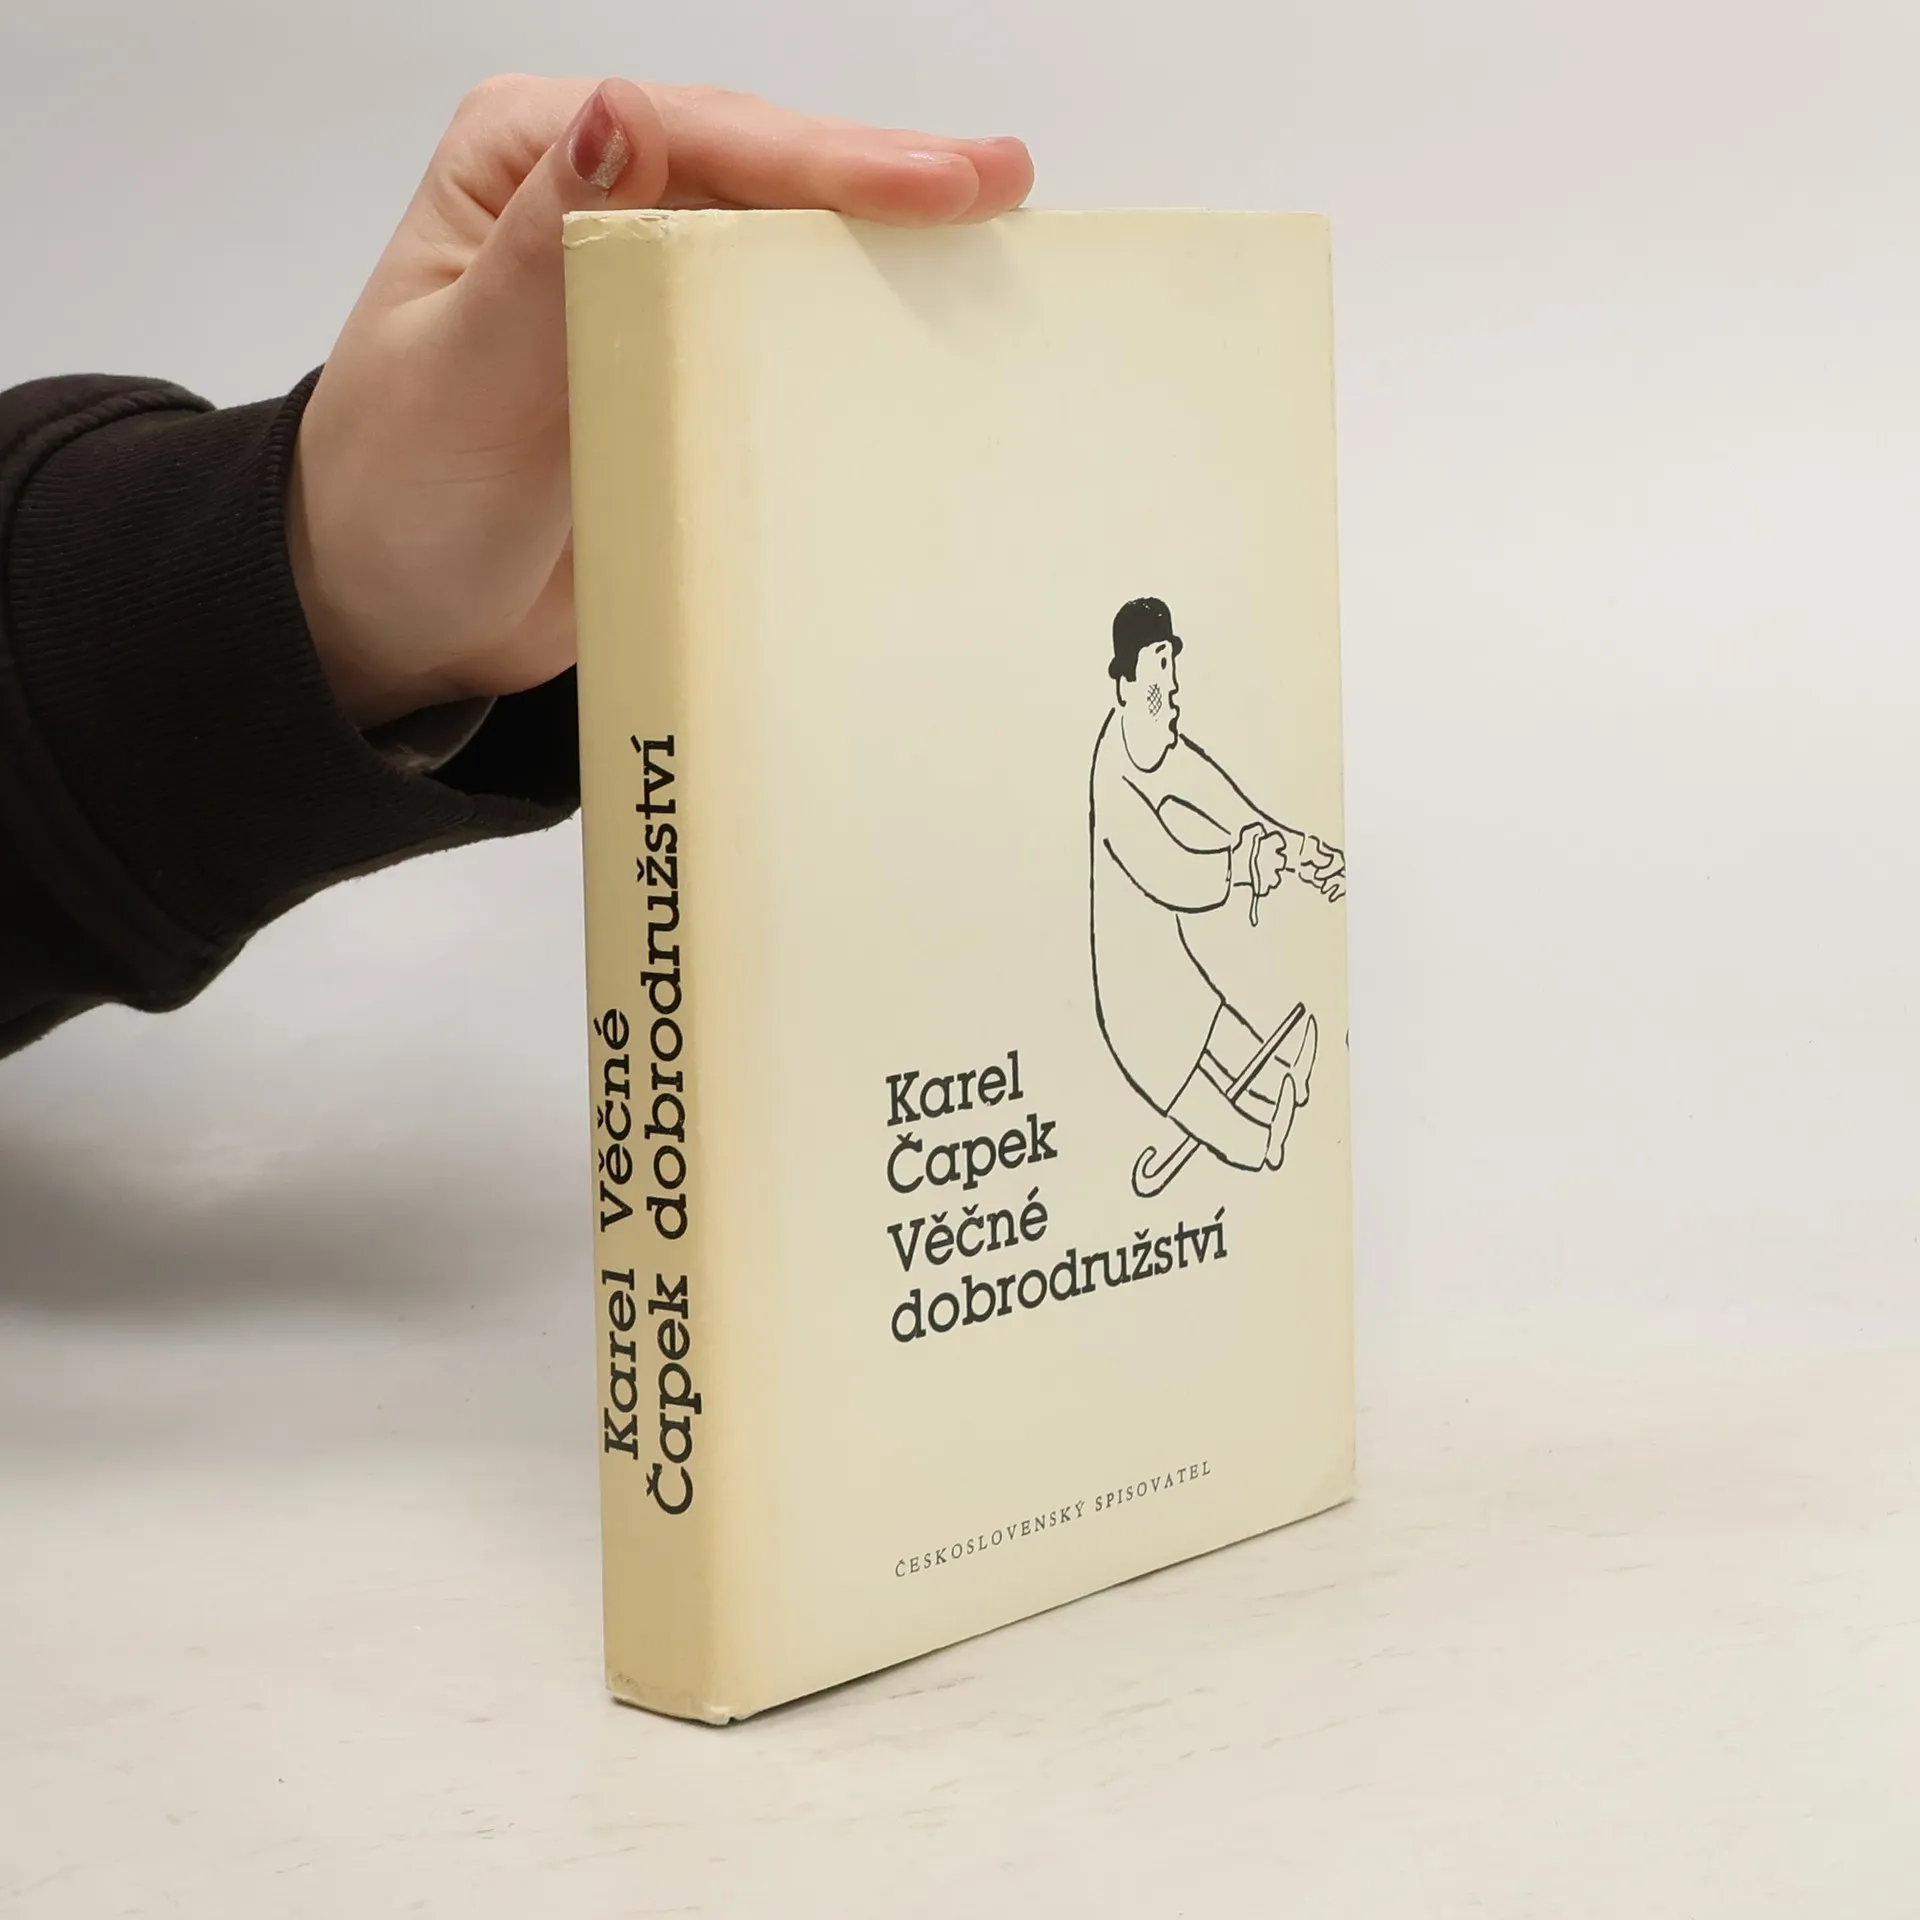 Karel Věčné
Čapek dobrodružství
Karel
Čapek
Věčné
dobrodružství
ČESKOSLOVENSKÝ SPISOVATEL